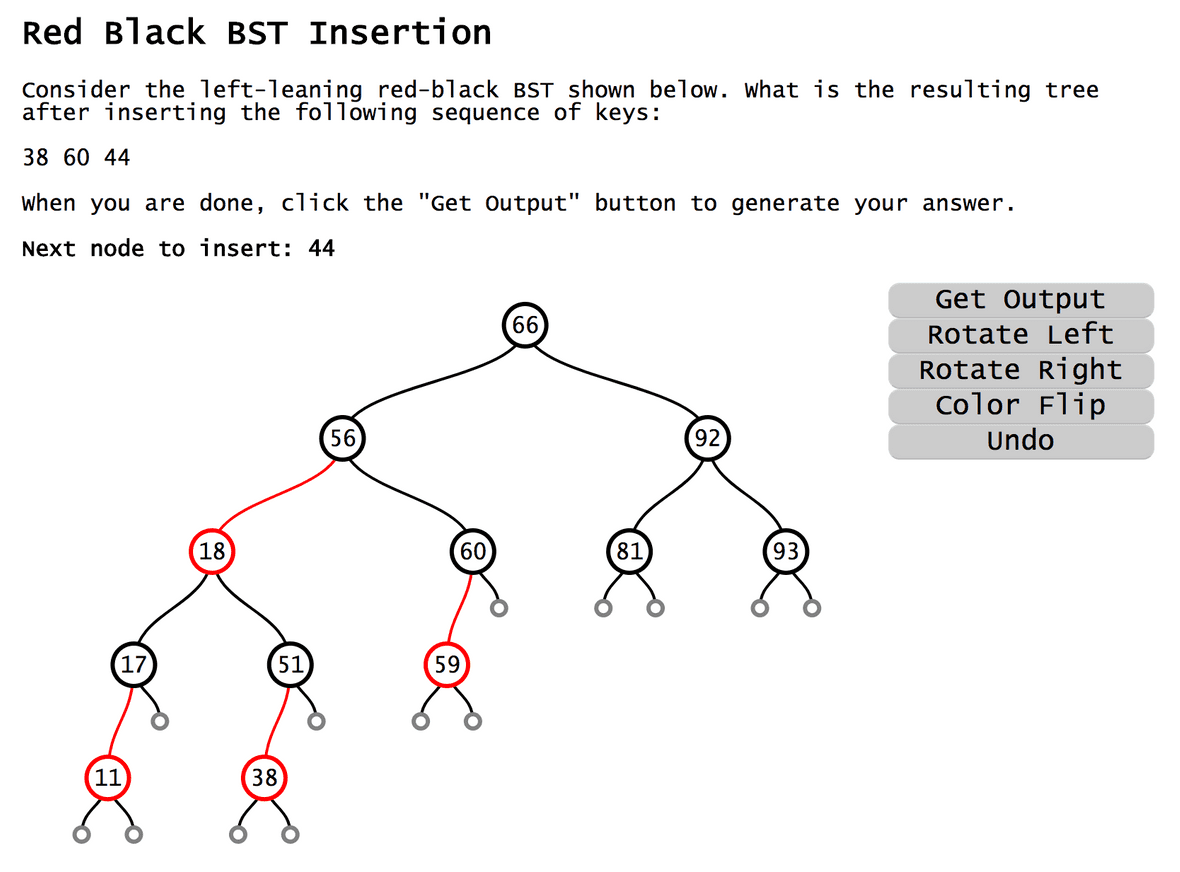 Red Black BST Insertion
Consider the left-leaning red-black BST shown below. What is the resulting tree
after inserting the following sequence of keys:
38 60 44
When you are done, click the "Get Output" button to generate your answer.
Next node to insert: 44
Get Output
Rotate Left
Rotate Right
Color Flip
Undo
66
56 92
18 60 81 93
17 51 59
11 38